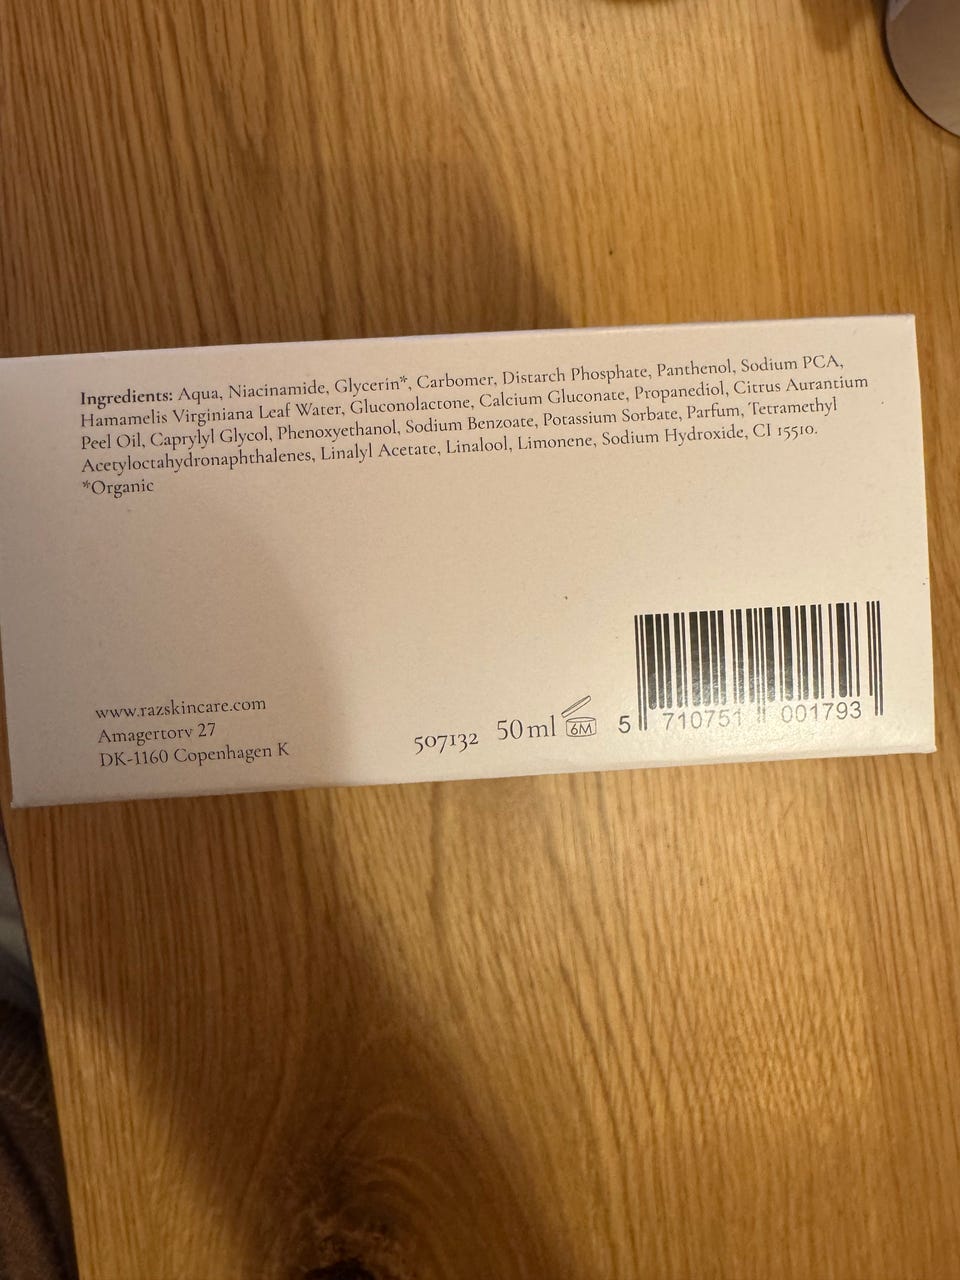 Ingredients: Aqua, Niacinamide, Glycerin*, Carbomer, Distarch Phosphate, Panthenol, Sodium PCA,
Hamamelis Virginiana Leaf Water, Gluconolactone, Calcium Gluconate, Propanediol, Citrus Aurantium
Peel Oil, Caprylyl Glycol, Phenoxyethanol, Sodium Benzoate, Potassium Sorbate, Parfum, Tetramethyl
Acetyloctahydronaphthalenes, Linalyl Acetate, Linalool, Limonene, Sodium Hydroxide, CI 15510.
*Organic
www.razskincare.com
Amagertorv 27
DK-1160 Copenhagen K
507132 50 ml 6M
5 710751 001793